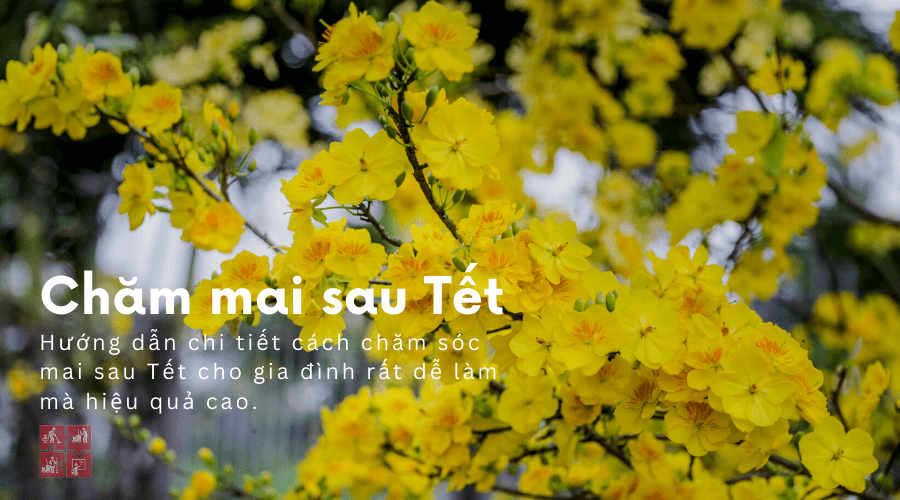 Chăm mai sau Tết
Hướng dẫn chi tiết cách chăm sóc
mai sau Tết cho gia đình rất dễ làm
mà hiệu quả cao.